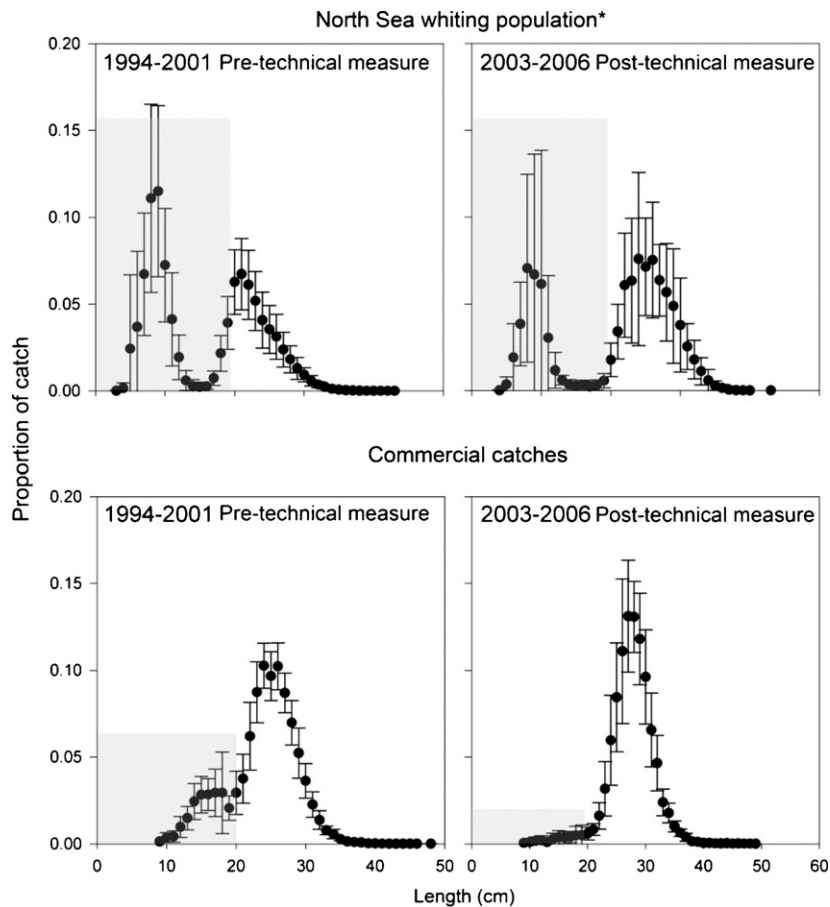 North Sea whiting population*
0.20
1994-2001 Pre-technical measure
2003-2006 Post-technical measure
0.15
0.10
0.05
0.00
Proportion of catch
Commercial catches
0.20
1994-2001 Pre-technical measure
2003-2006 Post-technical measure
0.15
0.10
0.05
0.00
0 10 20 30 40 50 0 10 20 30 40 50 60
Length (cm)